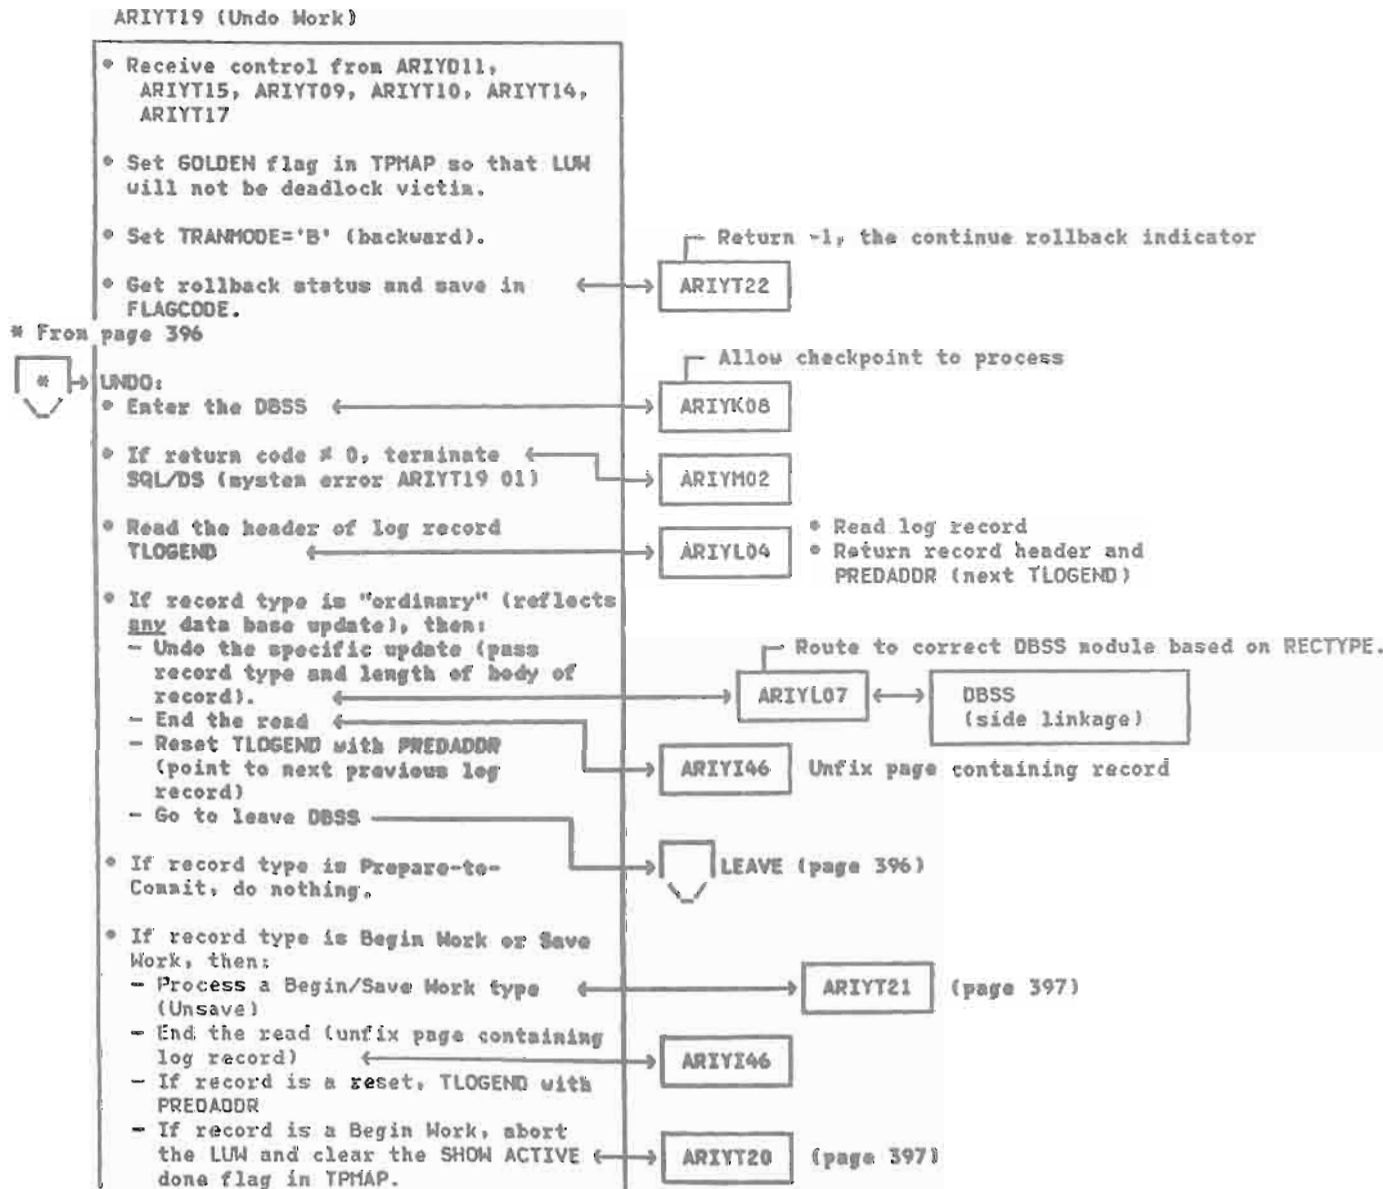 ARIYT19 (Undo Work)
• Receive control from ARIYD11,
ARIYT15, ARIYT09, ARIYT10, ARIYT14,
ARIYT17
• Set GOLDEN flag in TPMAP so that LUW
will not be deadlock victim.
• Set TRANMODE='B' (backward).
Return -1, the continue rollback indicator
• Get rollback status and save in
FLAGCODE.
ARIYT22
* From page 396
Allow checkpoint to process
*
UNDO:
• Enter the DBSS
ARIYK08
• If return code ≠ 0, terminate
SQL/DS (system error ARIYT19 01)
ARIYM02
• Read the header of log record
TLOGEND
ARIYL04
• Read log record
• Return record header and
PREDADDR (next TLOGEND)
• If record type is "ordinary" (reflects
any data base update), then:
- Undo the specific update (pass
record type and length of body of
record).
Route to correct DBSS module based on RECTYPE.
ARIYL07
DBSS
(side linkage)
- End the read
- Reset TLOGEND with PREDADDR
(point to next previous log
record)
ARIYI46 Unfix page containing record
- Go to leave DBSS
LEAVE (page 396)
• If record type is Prepare-to-
Commit, do nothing.
• If record type is Begin Work or Save
Work, then:
- Process a Begin/Save Work type
(Unsave)
ARIYT21 (page 397)
- End the read (unfix page containing
log record)
ARIYI46
- If record is a reset, TLOGEND with
PREDADDR
- If record is a Begin Work, abort
the LUW and clear the SHOW ACTIVE
done flag in TPMAP.
ARIYT20 (page 397)